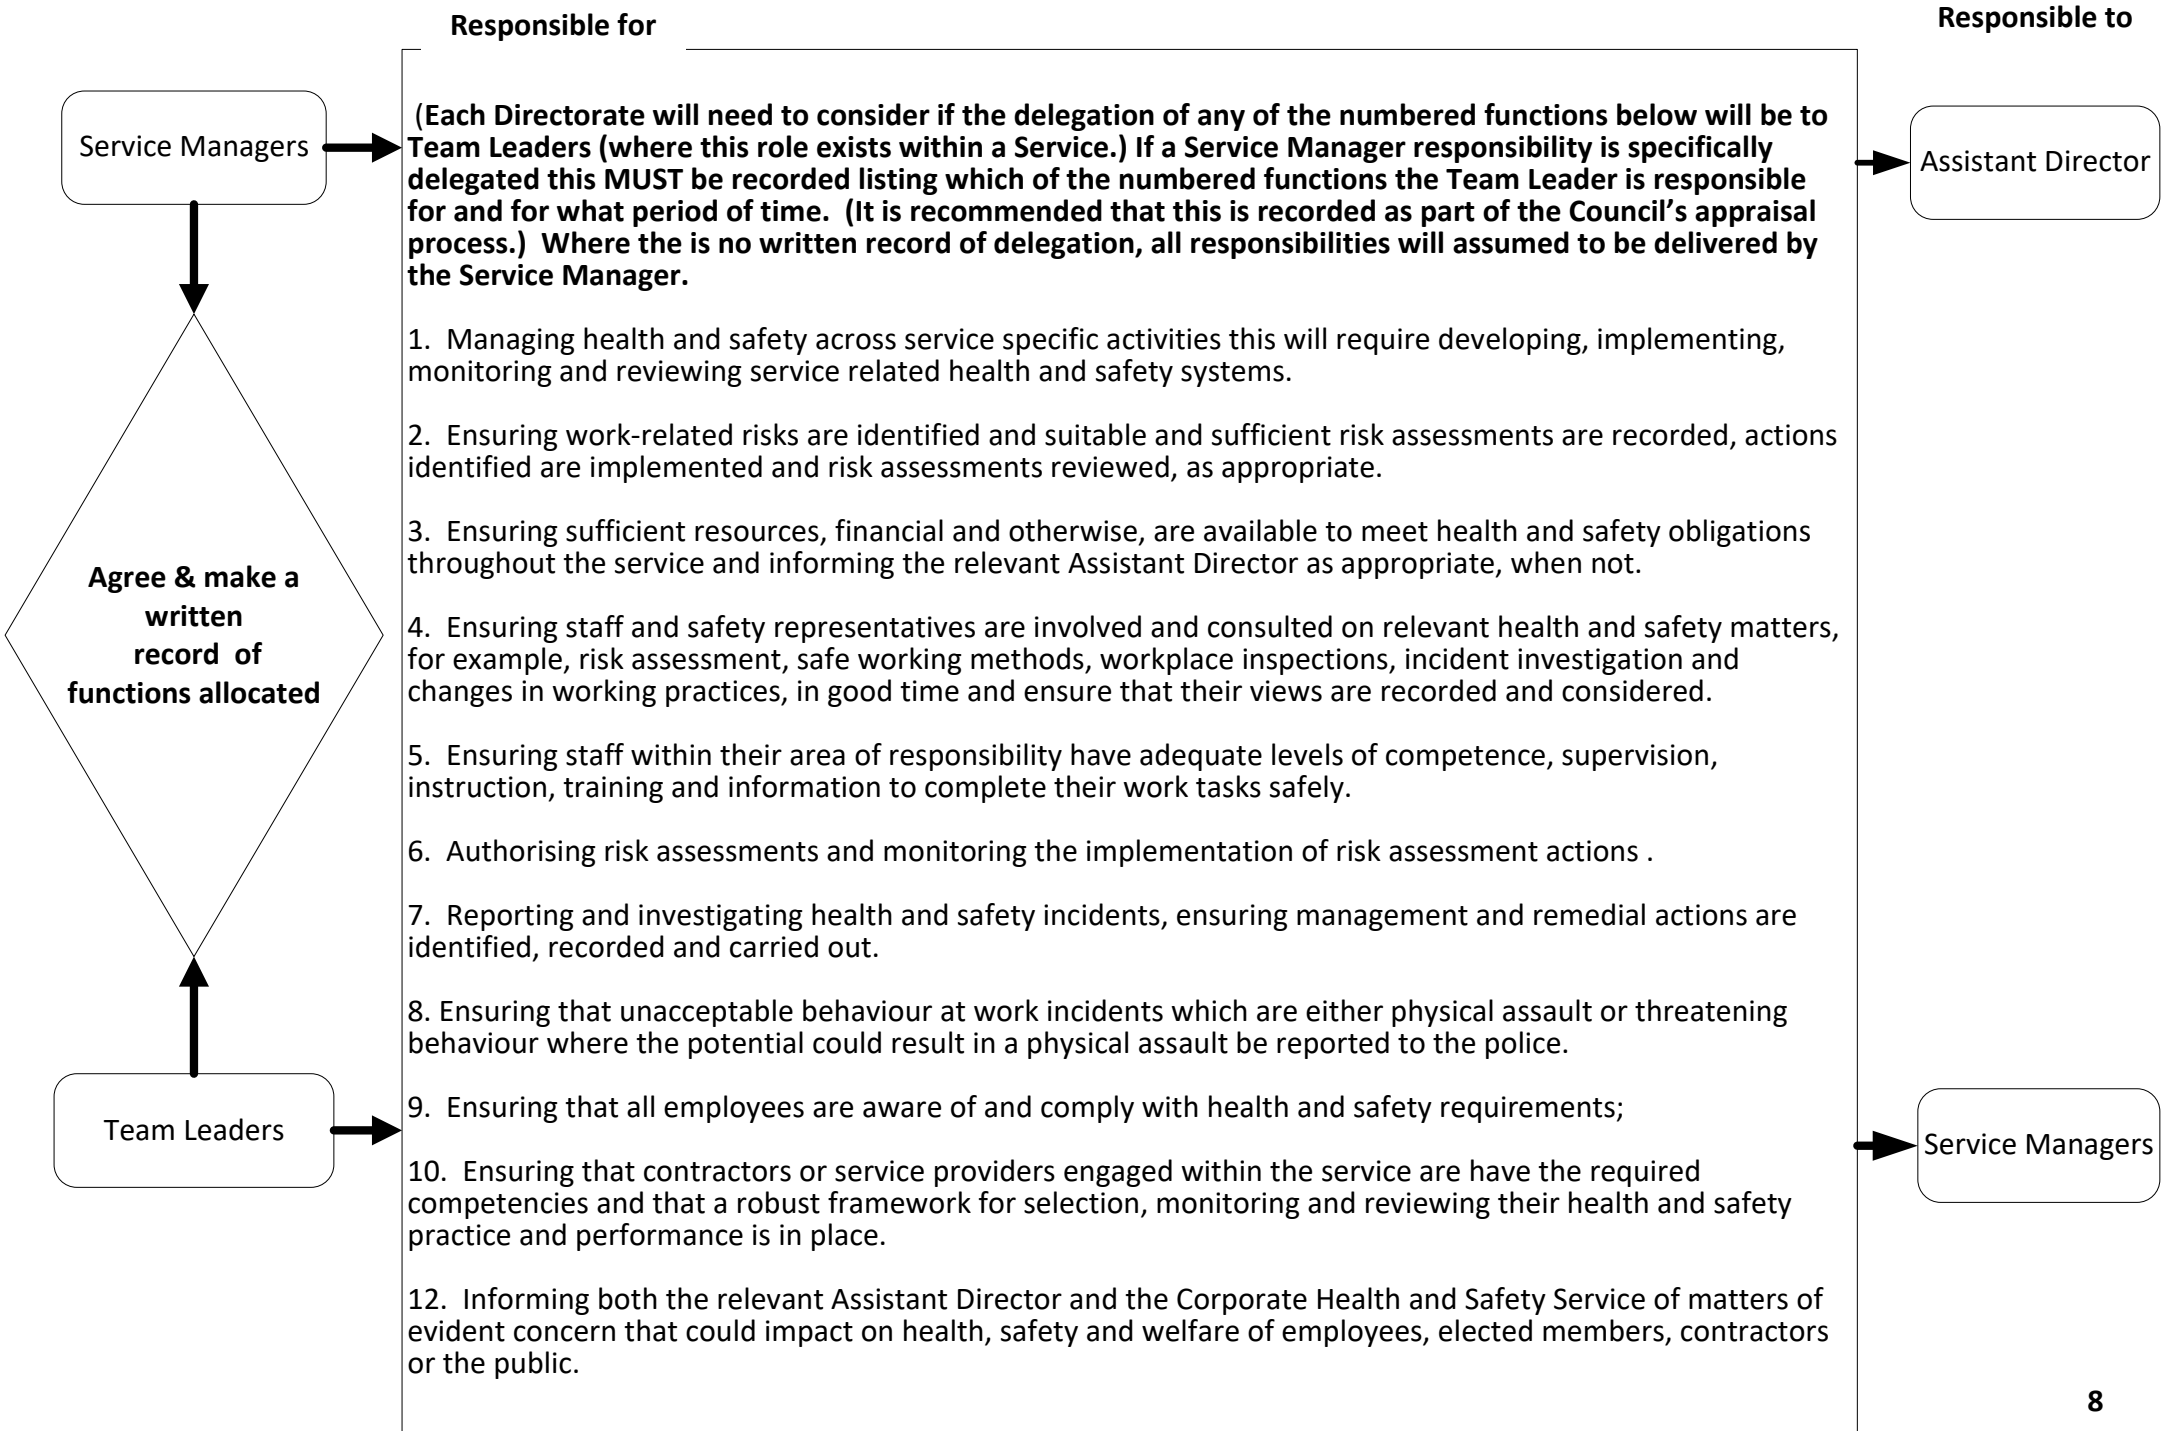 Responsible for
Responsible to
Service Managers
(Each Directorate will need to consider if the delegation of any of the numbered functions below will be to
Team Leaders (where this role exists within a Service.) If a Service Manager responsibility is specifically
delegated this MUST be recorded listing which of the numbered functions the Team Leader is responsible
for and for what period of time.  (It is recommended that this is recorded as part of the Council’s appraisal
process.)  Where the is no written record of delegation, all responsibilities will assumed to be delivered by
the Service Manager.
Assistant Director
1.  Managing health and safety across service specific activities this will require developing, implementing,
monitoring and reviewing service related health and safety systems.
2.  Ensuring work-related risks are identified and suitable and sufficient risk assessments are recorded, actions
identified are implemented and risk assessments reviewed, as appropriate.
3.  Ensuring sufficient resources, financial and otherwise, are available to meet health and safety obligations
throughout the service and informing the relevant Assistant Director as appropriate, when not.
Agree & make a
written
record  of
functions allocated
4.  Ensuring staff and safety representatives are involved and consulted on relevant health and safety matters,
for example, risk assessment, safe working methods, workplace inspections, incident investigation and
changes in working practices, in good time and ensure that their views are recorded and considered.
5.  Ensuring staff within their area of responsibility have adequate levels of competence, supervision,
instruction, training and information to complete their work tasks safely.
6.  Authorising risk assessments and monitoring the implementation of risk assessment actions .
7.  Reporting and investigating health and safety incidents, ensuring management and remedial actions are
identified, recorded and carried out.
8. Ensuring that unacceptable behaviour at work incidents which are either physical assault or threatening
behaviour where the potential could result in a physical assault be reported to the police.
Team Leaders
9.  Ensuring that all employees are aware of and comply with health and safety requirements;
Service Managers
10.  Ensuring that contractors or service providers engaged within the service are have the required
competencies and that a robust framework for selection, monitoring and reviewing their health and safety
practice and performance is in place.
12.  Informing both the relevant Assistant Director and the Corporate Health and Safety Service of matters of
evident concern that could impact on health, safety and welfare of employees, elected members, contractors
or the public.
8